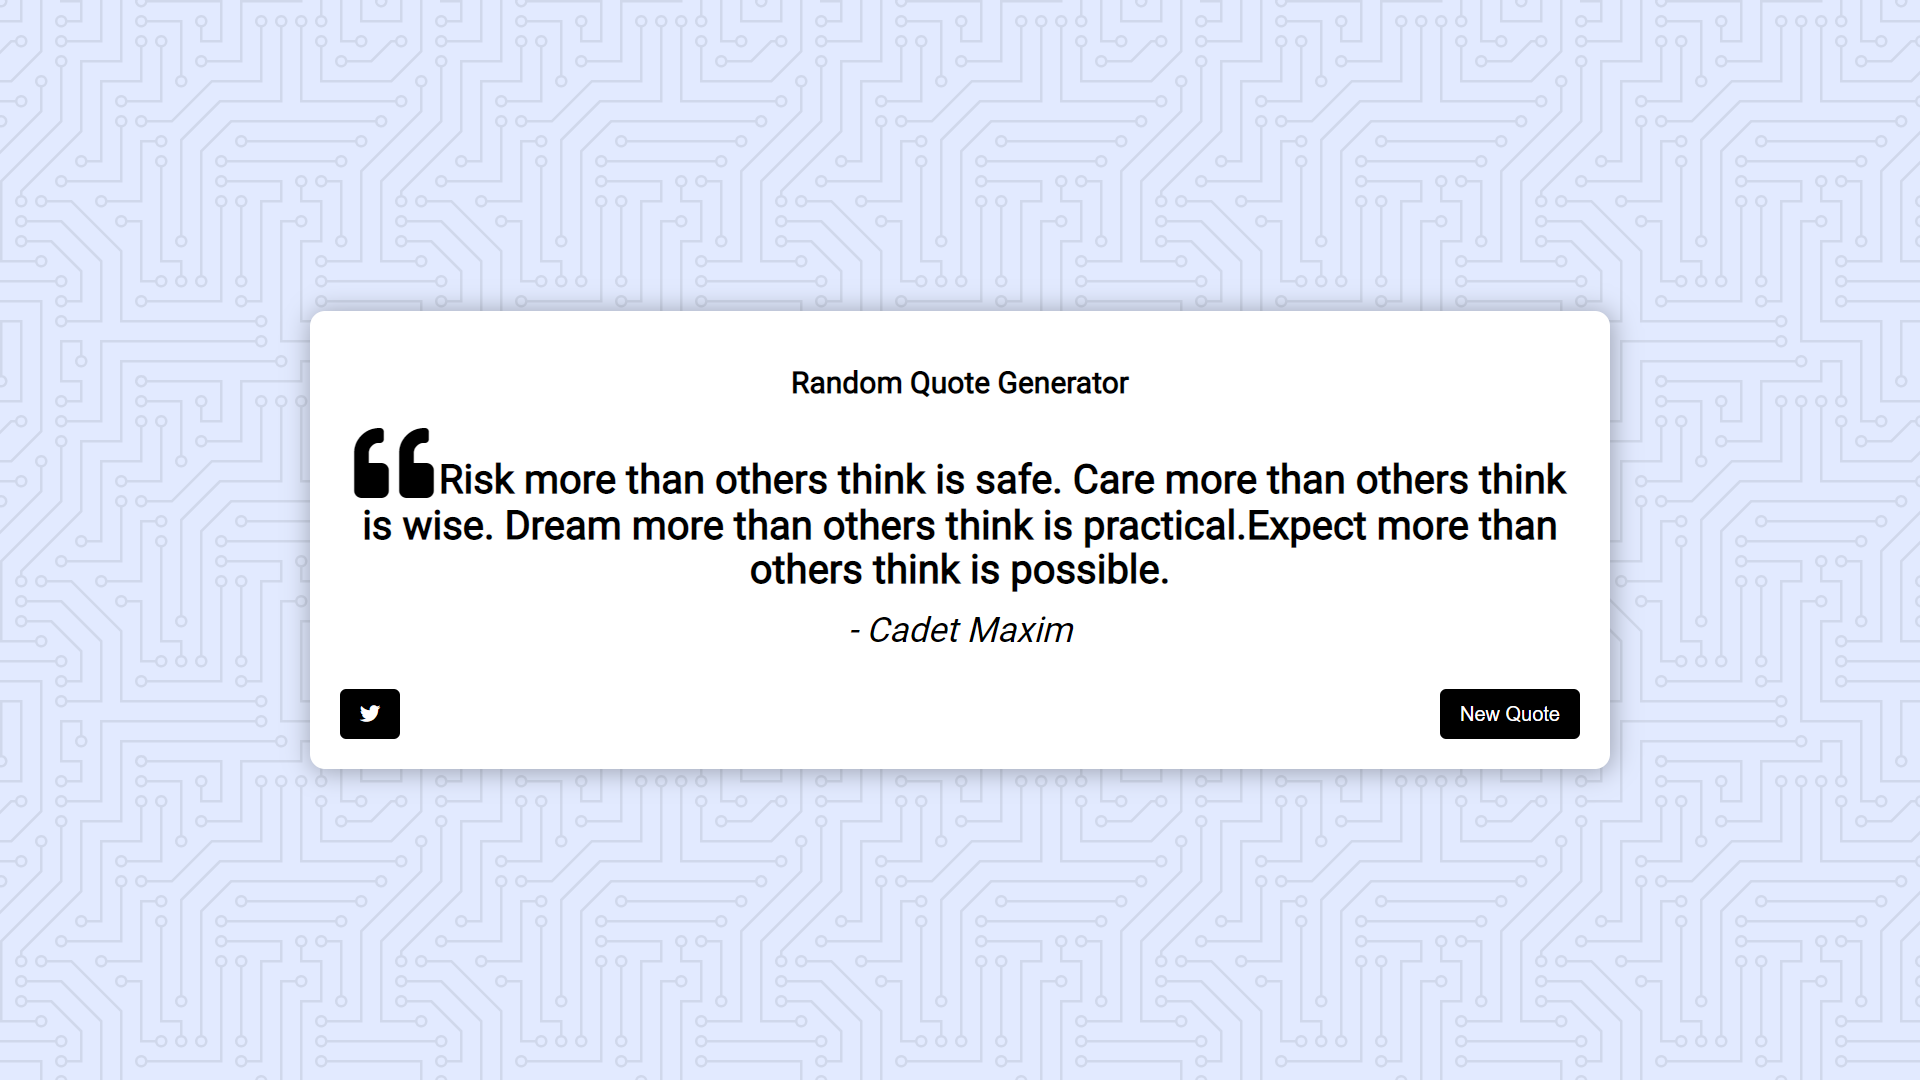 Random Quote Generator
Risk more than others think is safe. Care more than others think
is wise. Dream more than others think is practical.Expect more than
others think is possible.
- Cadet Maxim
New Quote